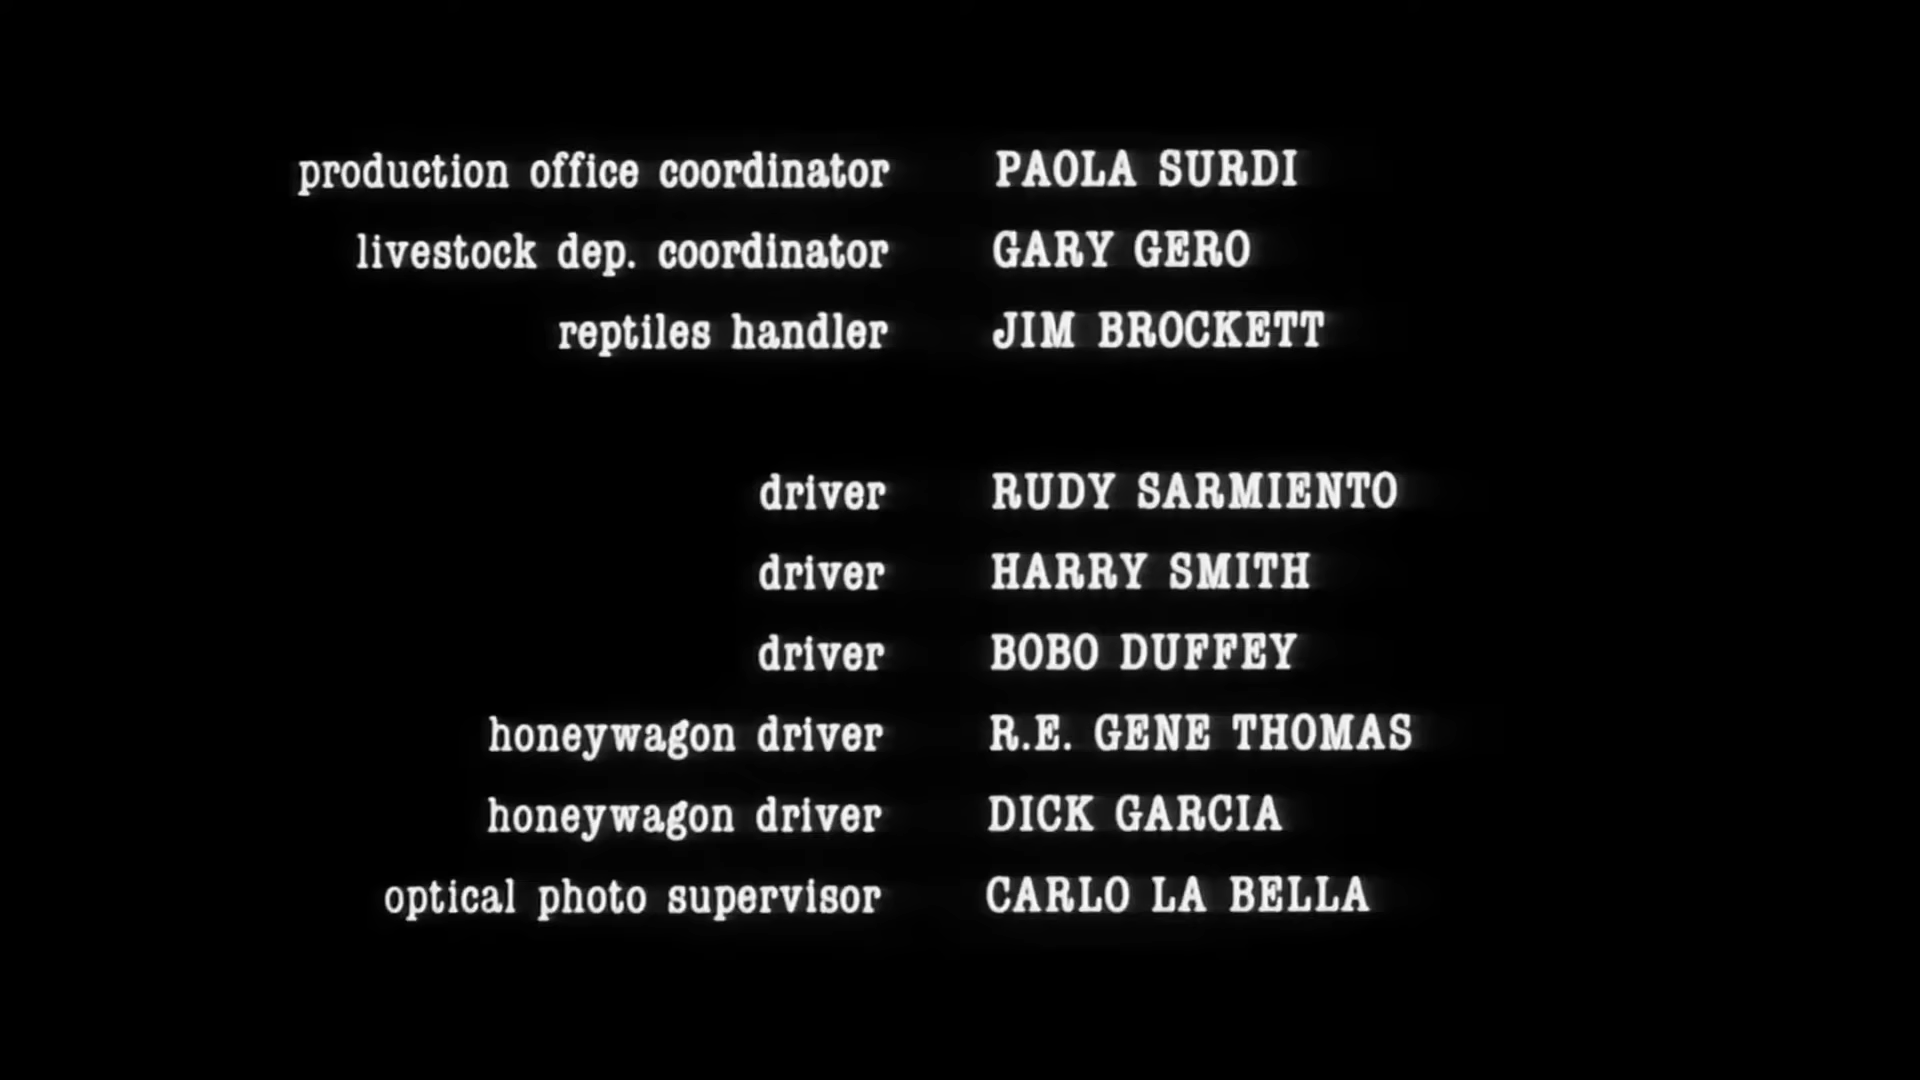 production office coordinator PAOLA SURDI
livestock dep. coordinator GARY GERO
reptiles handler JIM BROCKETT
driver RUDY SARMIENTO
driver HARRY SMITH
driver BOBO DUFFEY
honeywagon driver R.E. GENE THOMAS
honeywagon driver DICK GARCIA
optical photo supervisor CARLO LA BELLA